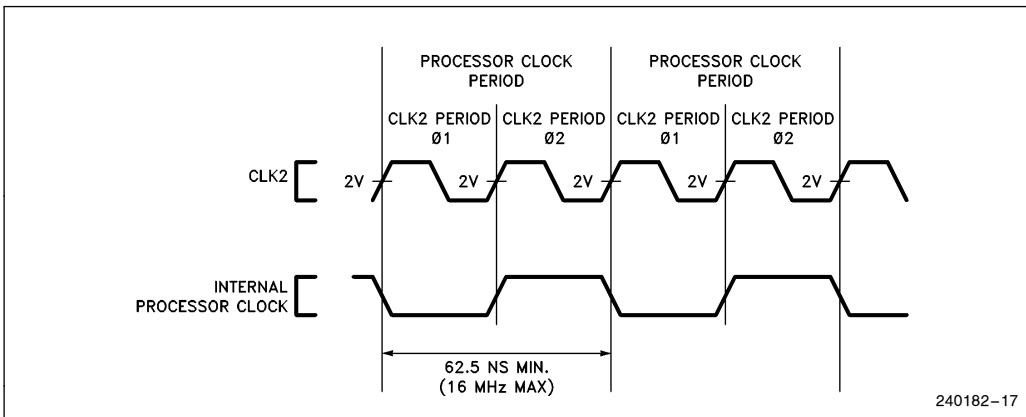 PROCESSOR CLOCK
PERIOD
PROCESSOR CLOCK
PERIOD
CLK2 PERIOD
Ø1
CLK2 PERIOD
Ø2
CLK2 PERIOD
Ø1
CLK2 PERIOD
Ø2
CLK2
2V
2V
2V
2V
2V
INTERNAL
PROCESSOR CLOCK
62.5 NS MIN.
(16 MHz MAX)
240182–17